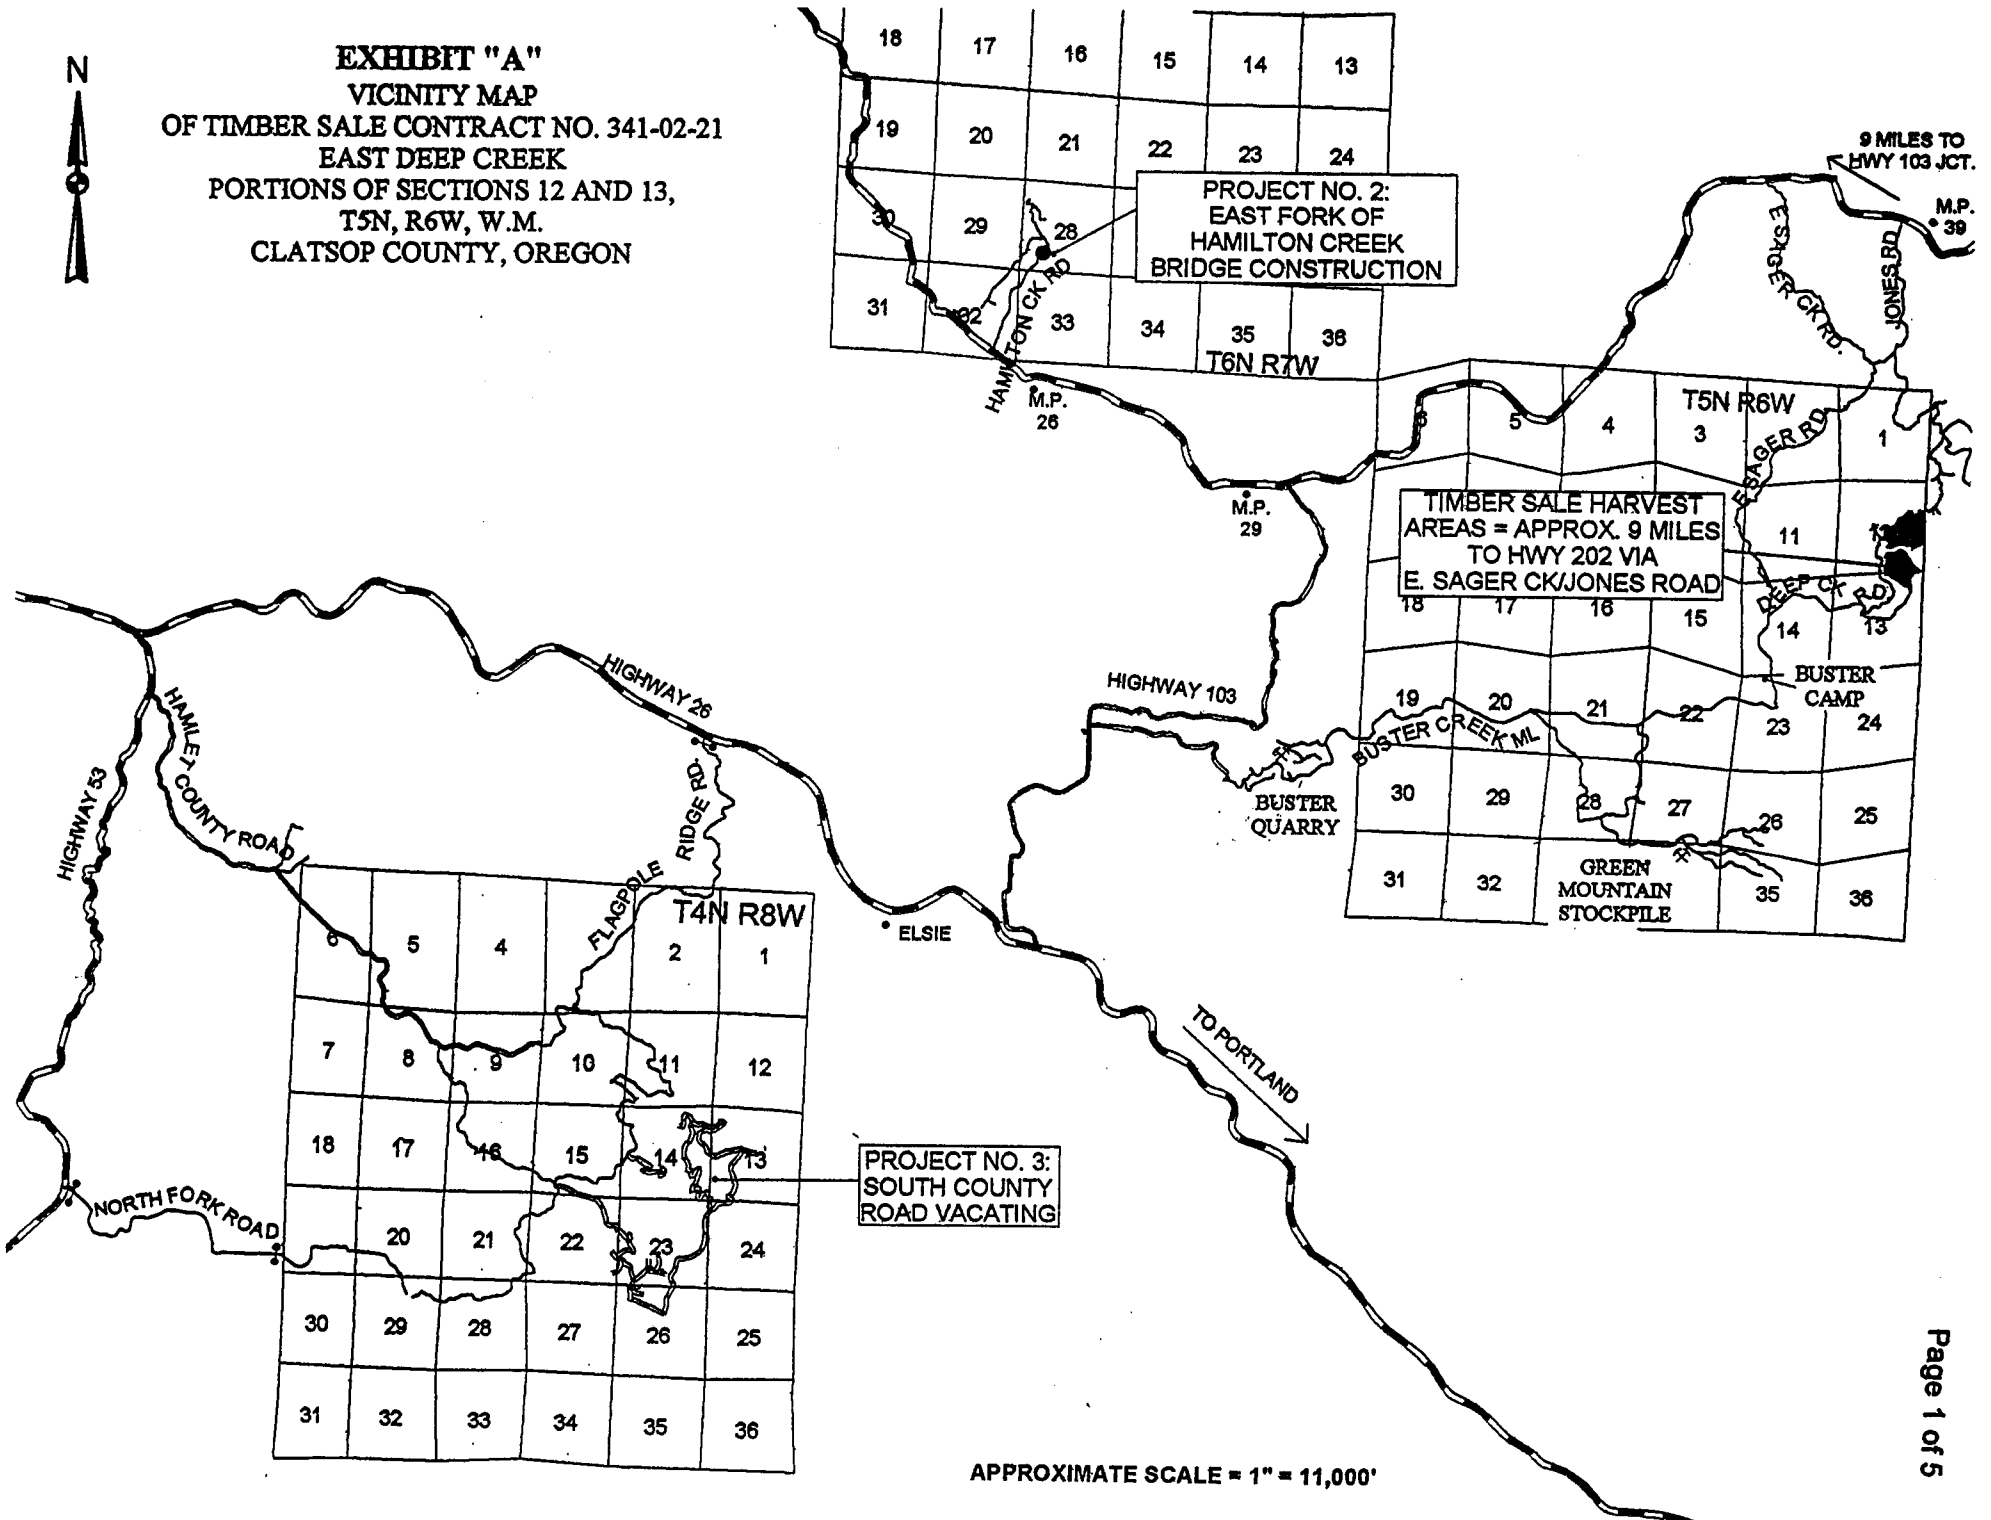 N
EXHIBIT "A"
VICINITY MAP
OF TIMBER SALE CONTRACT NO. 341-02-21
EAST DEEP CREEK
PORTIONS OF SECTIONS 12 AND 13,
T5N, R6W, W.M.
CLATSOP COUNTY, OREGON
18 17 16 15 14 13
19 20 21 22 23 24
30 29 28
31 32 33 34 35 36
T6N R7W
PROJECT NO. 2:
EAST FORK OF
HAMILTON CREEK
BRIDGE CONSTRUCTION
HAMILTON CK RD
M.P.
26
M.P.
29
9 MILES TO
HWY 103 JCT.
M.P.
39
E SAGER CK RD.
JONES RD
T5N R6W
6 5 4 3 1
E SAGER RD
TIMBER SALE HARVEST
AREAS = APPROX. 9 MILES
TO HWY 202 VIA
E. SAGER CK/JONES ROAD
11
DEEP CK RD
18 17 16 15 14 13
BUSTER
CAMP
19 20 21 22 23 24
BUSTER CREEK ML
30 29 28 27 26 25
31 32 35 36
BUSTER
QUARRY
GREEN
MOUNTAIN
STOCKPILE
HIGHWAY 103
HIGHWAY 26
HAMLET COUNTY ROAD
HIGHWAY 53
FLAGPOLE RIDGE RD.
ELSIE
TO PORTLAND
T4N R8W
6 5 4 2 1
7 8 9 10 11 12
18 17 16 15 14 13
20 21 22 23 24
30 29 28 27 26 25
31 32 33 34 35 36
NORTH FORK ROAD
PROJECT NO. 3:
SOUTH COUNTY
ROAD VACATING
APPROXIMATE SCALE = 1" = 11,000'
Page 1 of 5